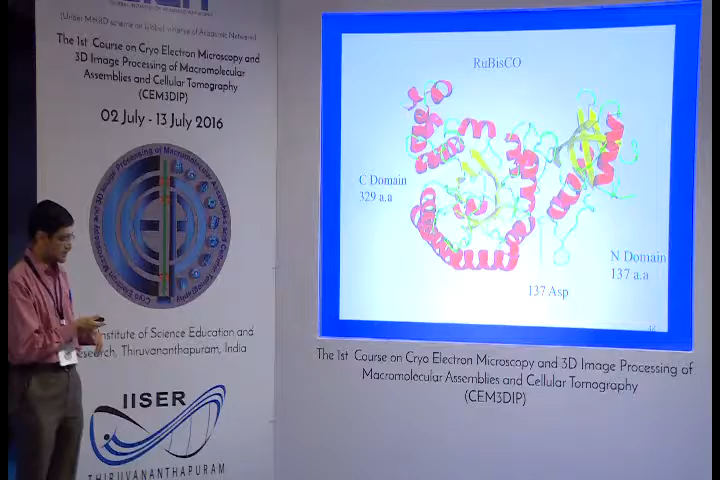 (Under MHRD scheme on Global Initiative of Academic Networks)
The 1st Course on Cryo Electron Microscopy and
3D Image Processing of Macromolecular
Assemblies and Cellular Tomography
(CEM3DIP)
02 July - 13 July 2016
Institute of Science Education and
Research, Thiruvananthapuram, India
IISER
THIRUVANANTHAPURAM
RuBisCO
C Domain
329 a.a
N Domain
137 a.a
137 Asp
The 1st Course on Cryo Electron Microscopy and 3D Image Processing of
Macromolecular Assemblies and Cellular Tomography
(CEM3DIP)